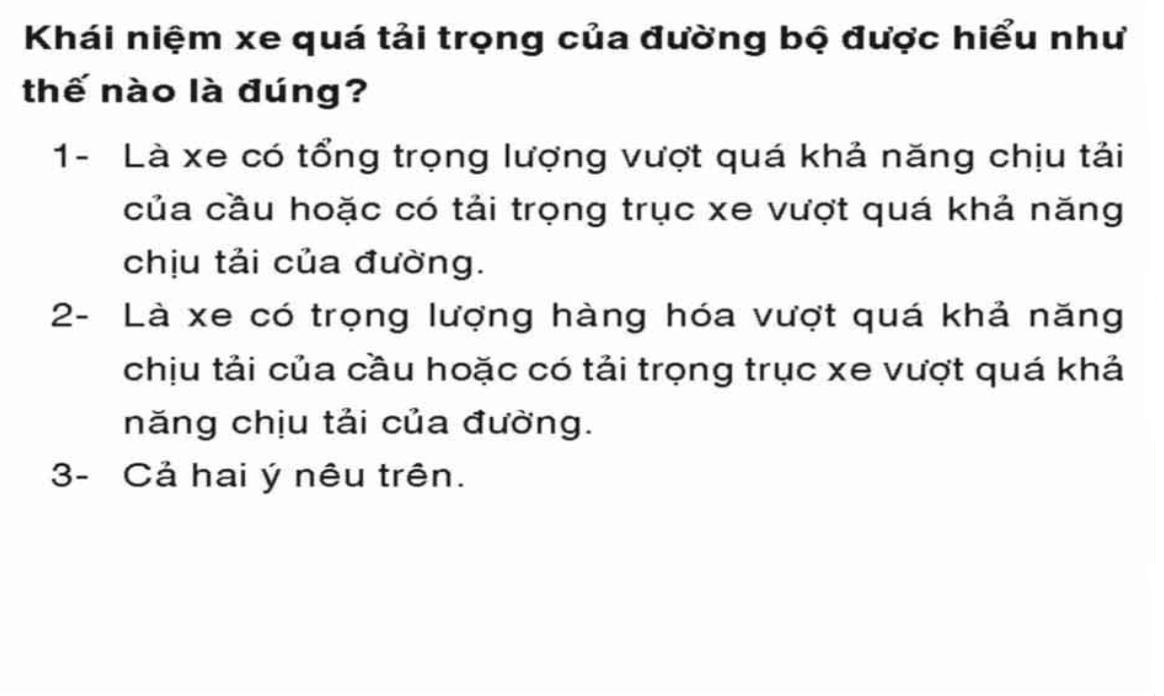 Khái niệm xe quá tải trọng của đường bộ được hiểu như
thế nào là đúng?
1- Là xe có tổng trọng lượng vượt quá khả năng chịu tải
của cầu hoặc có tải trọng trục xe vượt quá khả năng
chịu tải của đường.
2- Là xe có trọng lượng hàng hóa vượt quá khả năng
chịu tải của cầu hoặc có tải trọng trục xe vượt quá khả
năng chịu tải của đường.
3- Cả hai ý nêu trên.